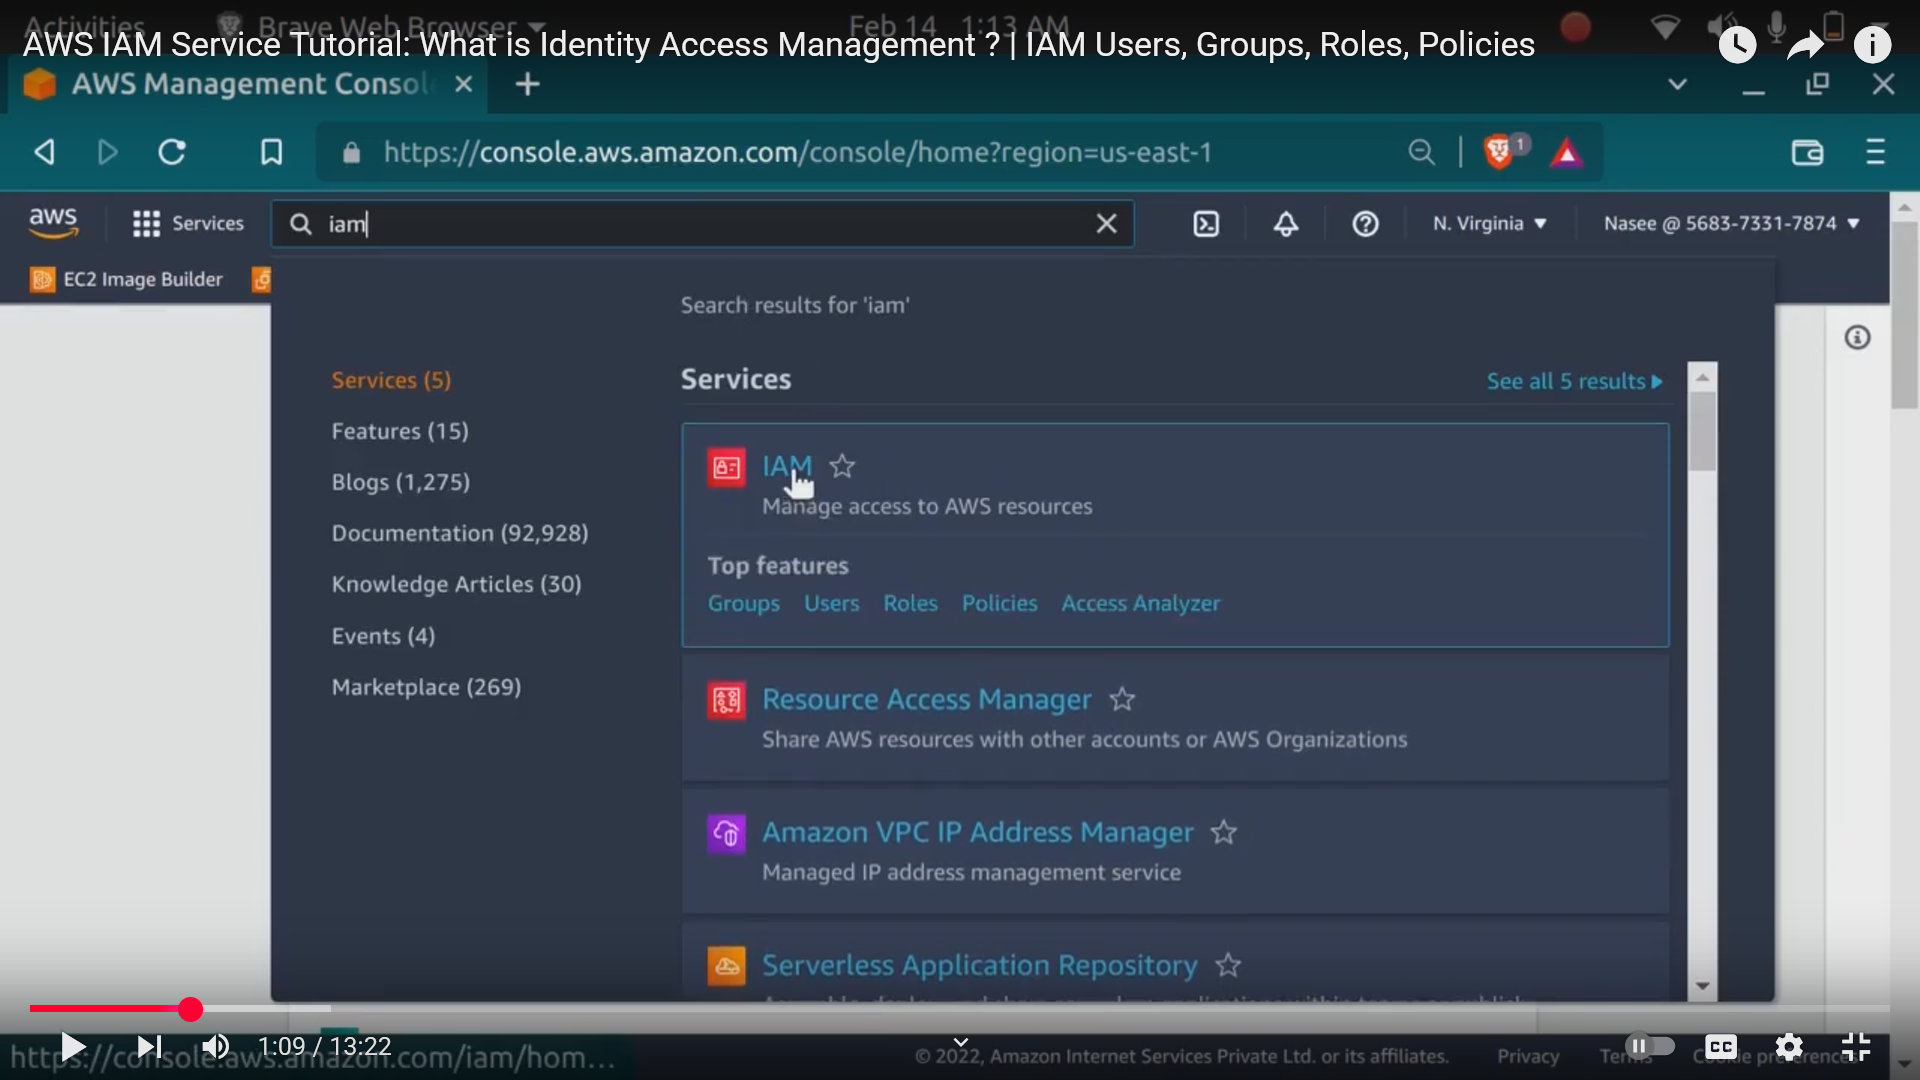 Activities Brave Web Browser Feb 14 1:13 AM
AWS IAM Service Tutorial: What is Identity Access Management ? | IAM Users, Groups, Roles, Policies
AWS Management Consol
https://console.aws.amazon.com/console/home?region=us-east-1
1
aws Services iam N. Virginia Nasee @ 5683-7331-7874
EC2 Image Builder
Search results for 'iam'
Services (5)
Features (15)
Blogs (1,275)
Documentation (92,928)
Knowledge Articles (30)
Events (4)
Marketplace (269)
Services See all 5 results
IAM
Manage access to AWS resources
Top features
Groups Users Roles Policies Access Analyzer
Resource Access Manager
Share AWS resources with other accounts or AWS Organizations
Amazon VPC IP Address Manager
Managed IP address management service
Serverless Application Repository
1:09 / 13:22
CC
https://console.aws.amazon.com/iam/hom...
© 2022, Amazon Internet Services Private Ltd. or its affiliates. Privacy Terms Cookie preferences